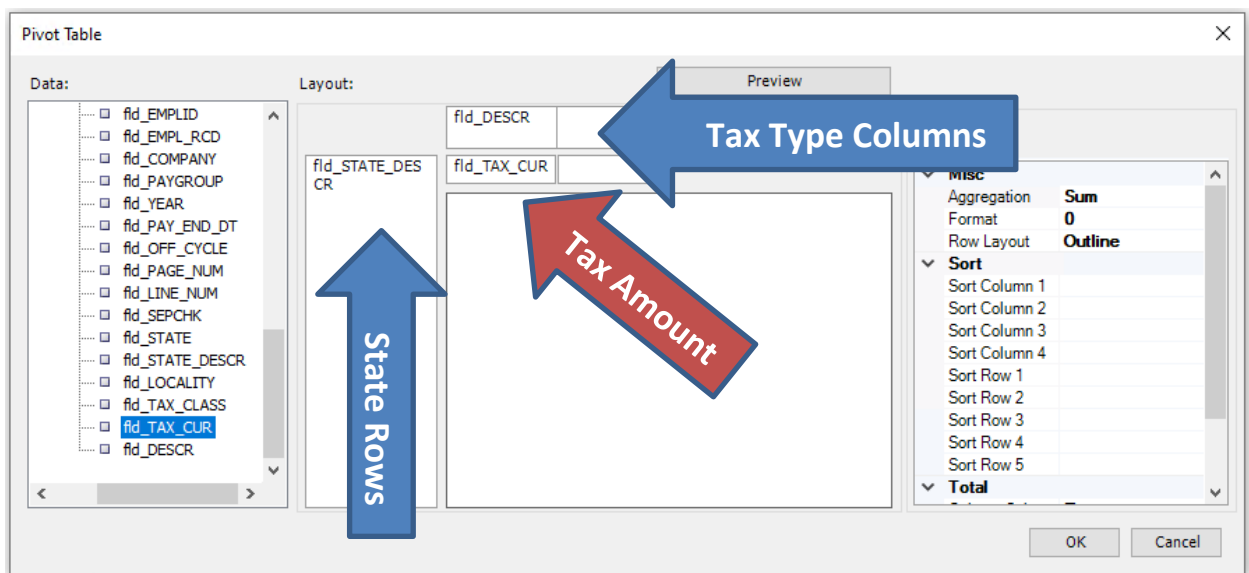 Pivot Table
Data:
Layout:
Preview
fld_EMPLID
fld_EMPL_RCD
fld_COMPANY
fld_PAYGROUP
fld_YEAR
fld_PAY_END_DT
fld_OFF_CYCLE
fld_PAGE_NUM
fld_LINE_NUM
fld_SEPCHK
fld_STATE
fld_STATE_DESCR
fld_LOCALITY
fld_TAX_CLASS
fld_TAX_CUR
fld_DESCR
fld_DESCR
Tax Type Columns
fld_STATE_DES
CR
fld_TAX_CUR
State Rows
Tax Amount
Misc
Aggregation Sum
Format 0
Row Layout Outline
Sort
Sort Column 1
Sort Column 2
Sort Column 3
Sort Column 4
Sort Row 1
Sort Row 2
Sort Row 3
Sort Row 4
Sort Row 5
Total
OK
Cancel